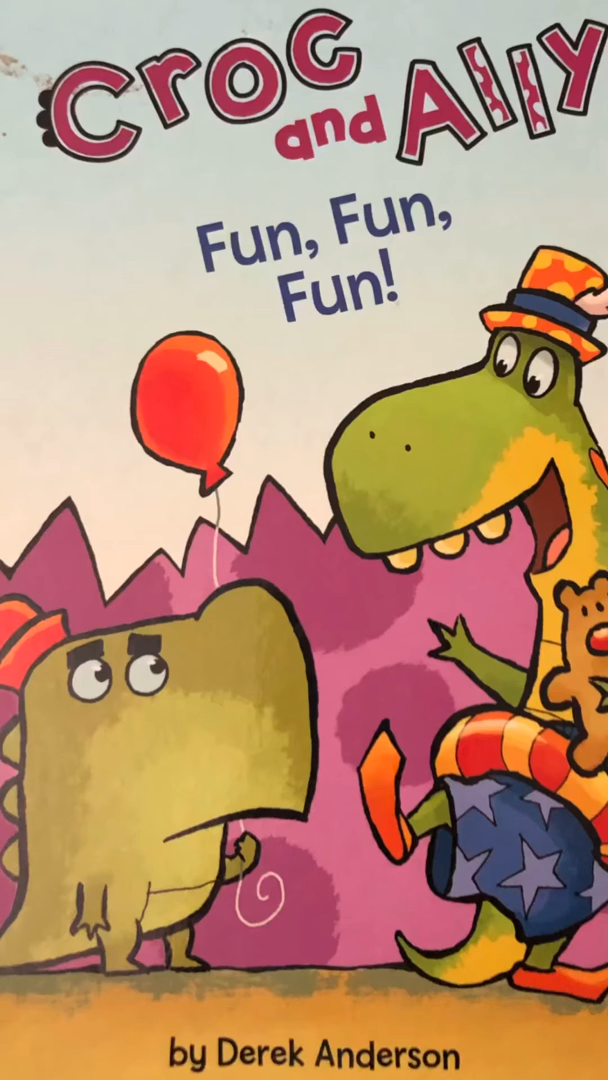 Croc
and Ally
Fun, Fun,
Fun!
by Derek Anderson